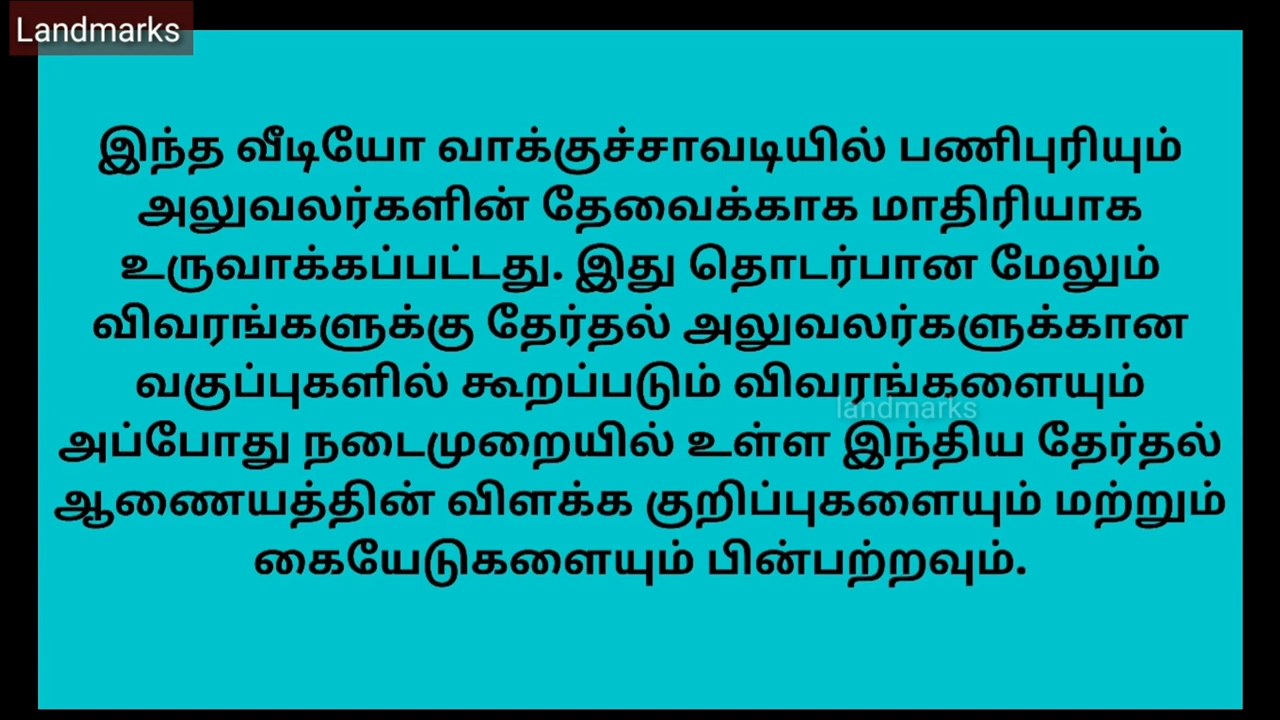 Landmarks
இந்த வீடியோ வாக்குச்சாவடியில் பணிபுரியும்
அலுவலர்களின் தேவைக்காக மாதிரியாக
உருவாக்கப்பட்டது. இது தொடர்பான மேலும்
விவரங்களுக்கு தேர்தல் அலுவலர்களுக்கான
வகுப்புகளில் கூறப்படும் விவரங்களையும்
landmarks
அப்போது நடைமுறையில் உள்ள இந்திய தேர்தல்
ஆணையத்தின் விளக்க குறிப்புகளையும் மற்றும்
கையேடுகளையும் பின்பற்றவும்.